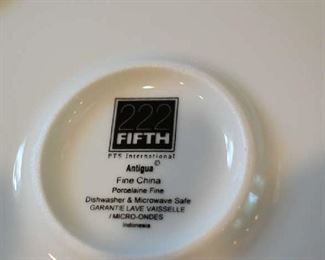 222
FIFTH
PTS International
Antigua©
Fine China
Porcelaine Fine
Dishwasher & Microwave Safe
GARANTIE LAVE VAISSELLE
/ MICRO-ONDES
Indonesia